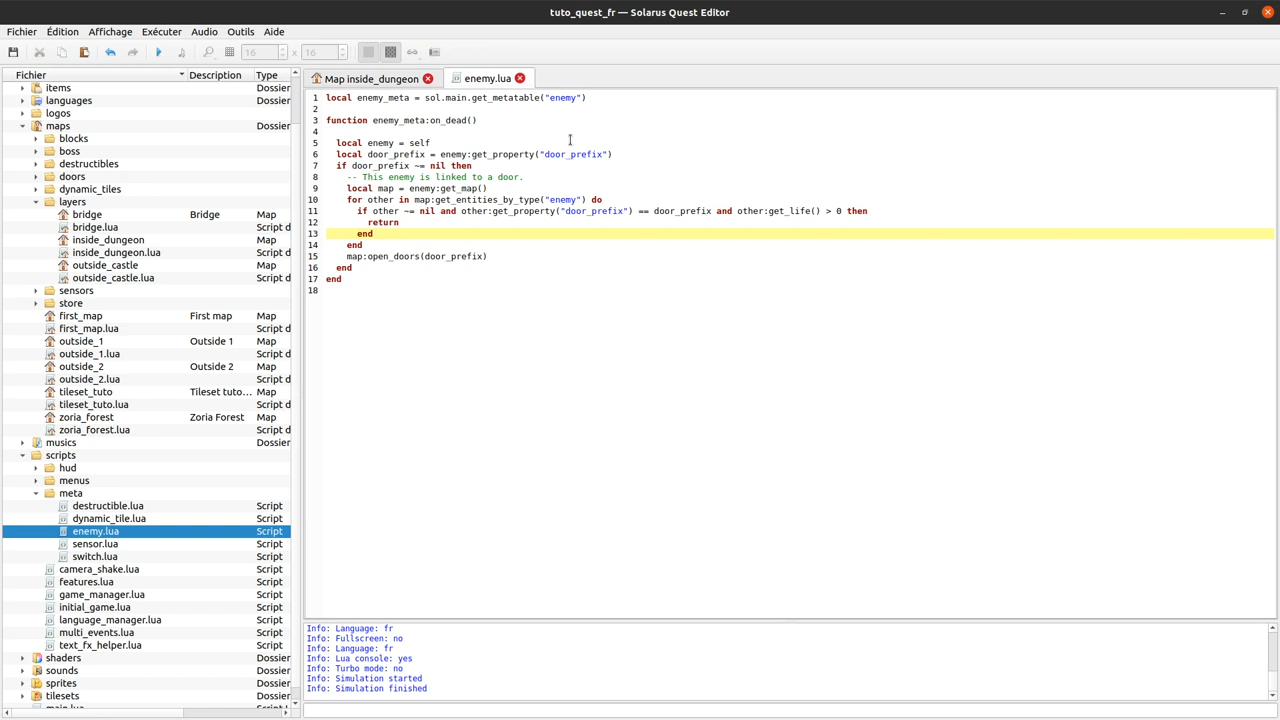 tuto_quest_fr — Solarus Quest Editor
Fichier Édition Affichage Exécuter Audio Outils Aide
16 x 16
Fichier Description Type
Map inside_dungeon enemy.lua
items Dossier
languages Dossier
logos Dossier
maps Dossier
blocks Dossier
boss Dossier
destructibles Dossier
doors Dossier
dynamic_tiles Dossier
layers Dossier
bridge Bridge Map
bridge.lua Script d
inside_dungeon Map
inside_dungeon.lua Script d
outside_castle Map
outside_castle.lua Script d
sensors Dossier
store Dossier
first_map First map Map
first_map.lua Script d
outside_1 Outside 1 Map
outside_1.lua Script d
outside_2 Outside 2 Map
outside_2.lua Script d
tileset_tuto Tileset tuto... Map
tileset_tuto.lua Script d
zoria_forest Zoria Forest Map
zoria_forest.lua Script d
musics Dossier
scripts Dossier
hud Dossier
menus Dossier
meta Dossier
destructible.lua Script
dynamic_tile.lua Script
enemy.lua Script
sensor.lua Script
switch.lua Script
camera_shake.lua Script
features.lua Script
game_manager.lua Script
initial_game.lua Script
language_manager.lua Script
multi_events.lua Script
text_fx_helper.lua Script
shaders Dossier
sounds Dossier
sprites Dossier
tilesets Dossier
main.lua Script
1 local enemy_meta = sol.main.get_metatable("enemy")
2
3 function enemy_meta:on_dead()
4
5 local enemy = self
6 local door_prefix = enemy:get_property("door_prefix")
7 if door_prefix ~= nil then
8 -- This enemy is linked to a door.
9 local map = enemy:get_map()
10 for other in map:get_entities_by_type("enemy") do
11 if other ~= nil and other:get_property("door_prefix") == door_prefix and other:get_life() > 0 then
12 return
13 end
14 end
15 map:open_doors(door_prefix)
16 end
17 end
18
Info: Language: fr
Info: Fullscreen: no
Info: Language: fr
Info: Lua console: yes
Info: Turbo mode: no
Info: Simulation started
Info: Simulation finished